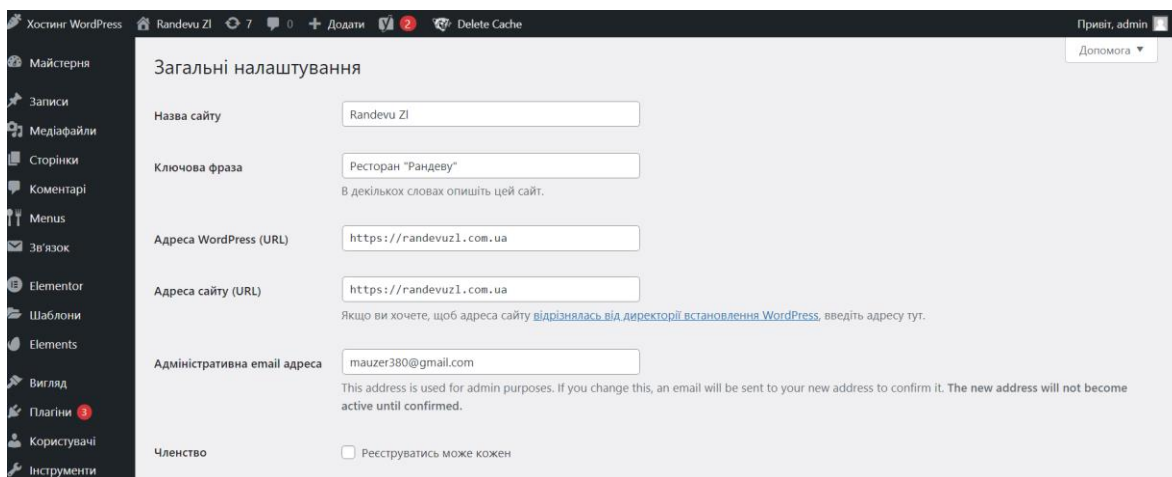 Хостинг WordPress Randevu Zl 7 0 Додати 2 Delete Cache Привіт, admin
Допомога
Майстерня
Записи
Медіафайли
Сторінки
Коментарі
Menus
Зв'язок
Elementor
Шаблони
Elements
Вигляд
Плагіни 3
Користувачі
Інструменти
Загальні налаштування
Назва сайту Randevu Zl
Ключова фраза Ресторан "Рандеву"
В декількох словах опишіть цей сайт.
Адреса WordPress (URL) https://randevuzl.com.ua
Адреса сайту (URL) https://randevuzl.com.ua
Якщо ви хочете, щоб адреса сайту відрізнялась від директорії встановлення WordPress, введіть адресу тут.
Адміністративна email адреса mauzer380@gmail.com
This address is used for admin purposes. If you change this, an email will be sent to your new address to confirm it. The new address will not become
active until confirmed.
Членство Реєструватись може кожен